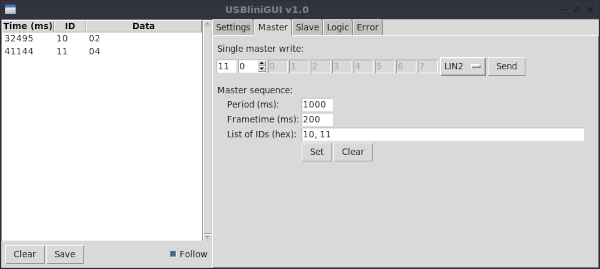 USBliniGUI v1.0
Time (ms) ID Data
32495 10 02
41144 11 04
Clear Save Follow
Settings Master Slave Logic Error
Single master write:
11 0 0 1 2 3 4 5 6 7 LIN2 Send
Master sequence:
Period (ms): 1000
Frametime (ms): 200
List of IDs (hex): 10, 11
Set Clear